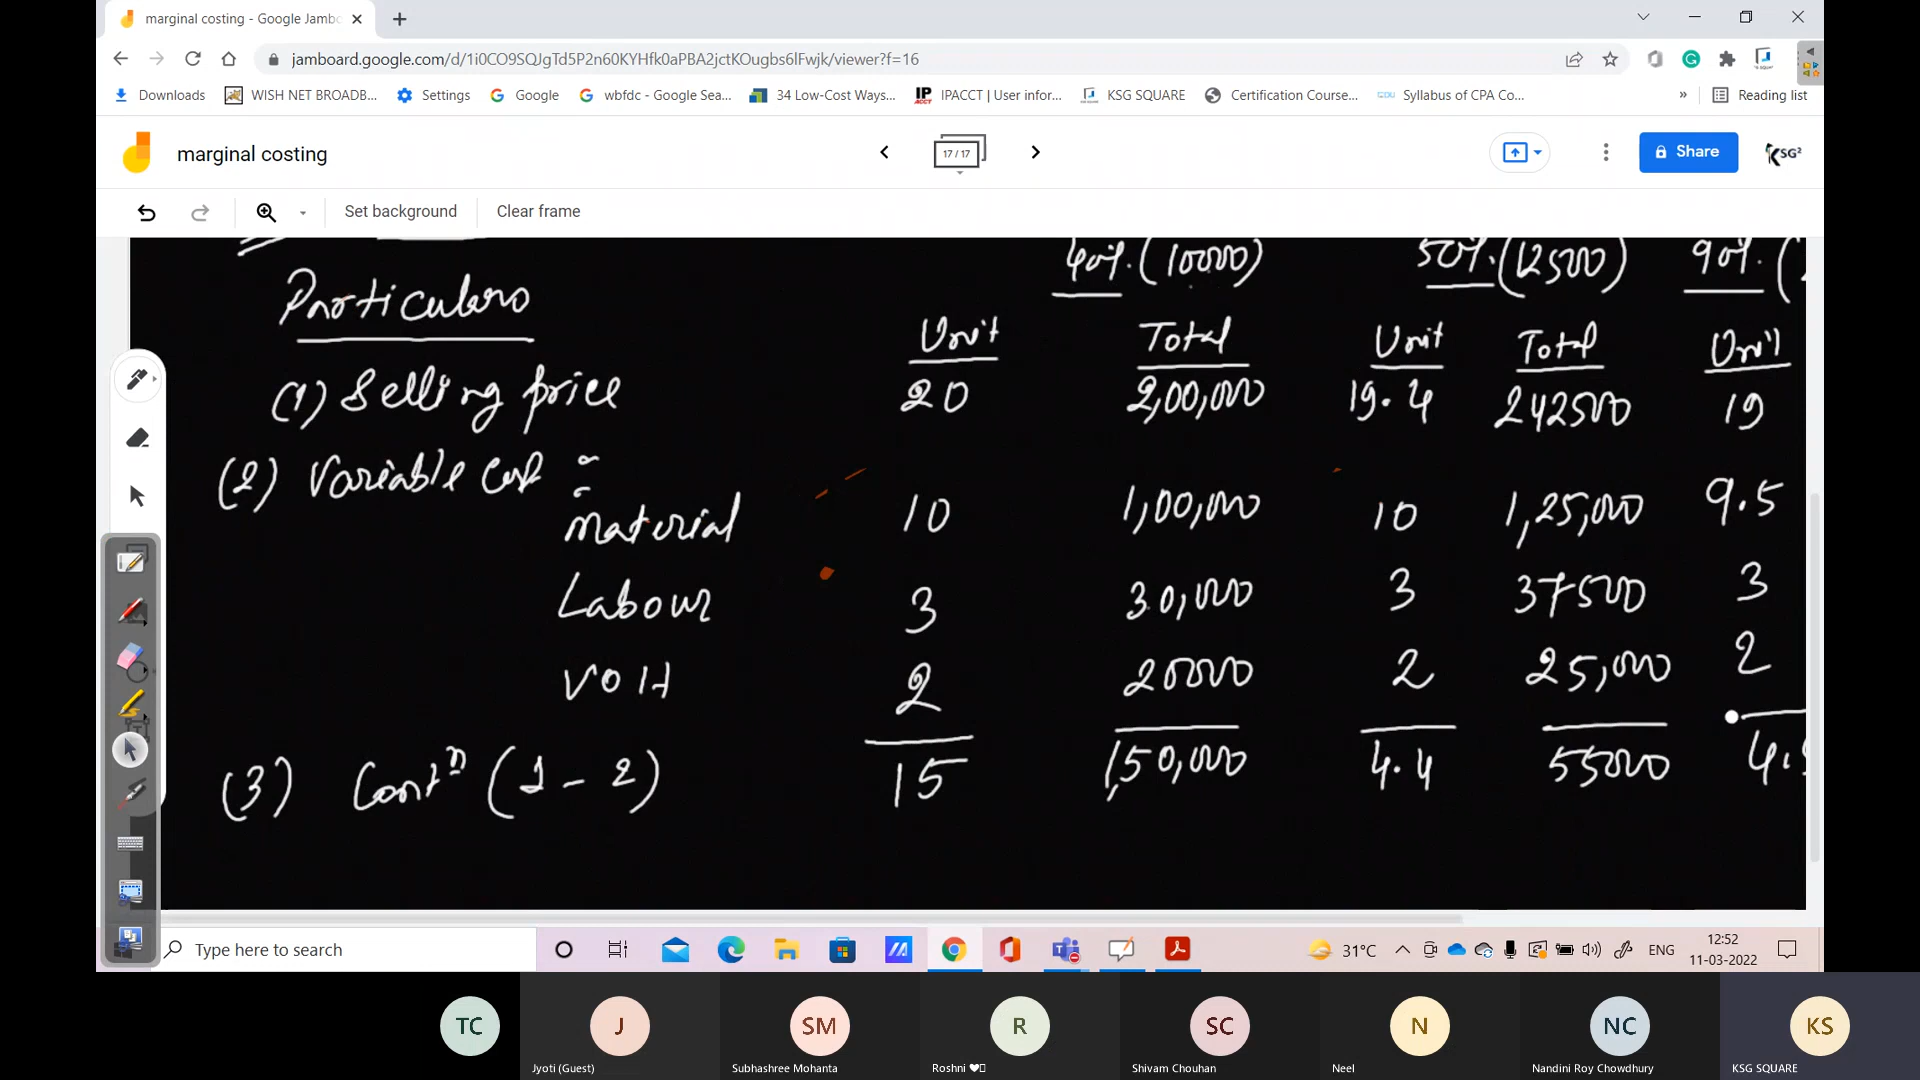 marginal costing - Google Jambo
jamboard.google.com/d/1i0CO9SQJgTd5P2n60KYHfk0aPBA2jctKOugbs6lFwjk/viewer?f=16
Downloads WISH NET BROADB... Settings Google wbfdc - Google Sea... 34 Low-Cost Ways... IPACCT | User infor... KSG SQUARE Certification Course... Syllabus of CPA Co... » Reading list
marginal costing 17 / 17 Share KSG²
Set background Clear frame
40%. (10000) 50%. (12500) 90%. (
Particulars
Unit Total Unit Total Unit
(1) Selling price 20 2,00,000 19.4 242500 19
(2) Variable Cost :-
Material 10 1,00,000 10 1,25,000 9.5
Labour 3 30,000 3 37500 3
VOH 2 20000 2 25,000 2
(3) Contn (1 - 2) 15 1,50,000 4.4 55000 4.5
Type here to search 31°C ENG 12:52
11-03-2022
TC J SM R SC N NC KS
Jyoti (Guest) Subhashree Mohanta Roshni ❤ Shivam Chouhan Neel Nandini Roy Chowdhury KSG SQUARE